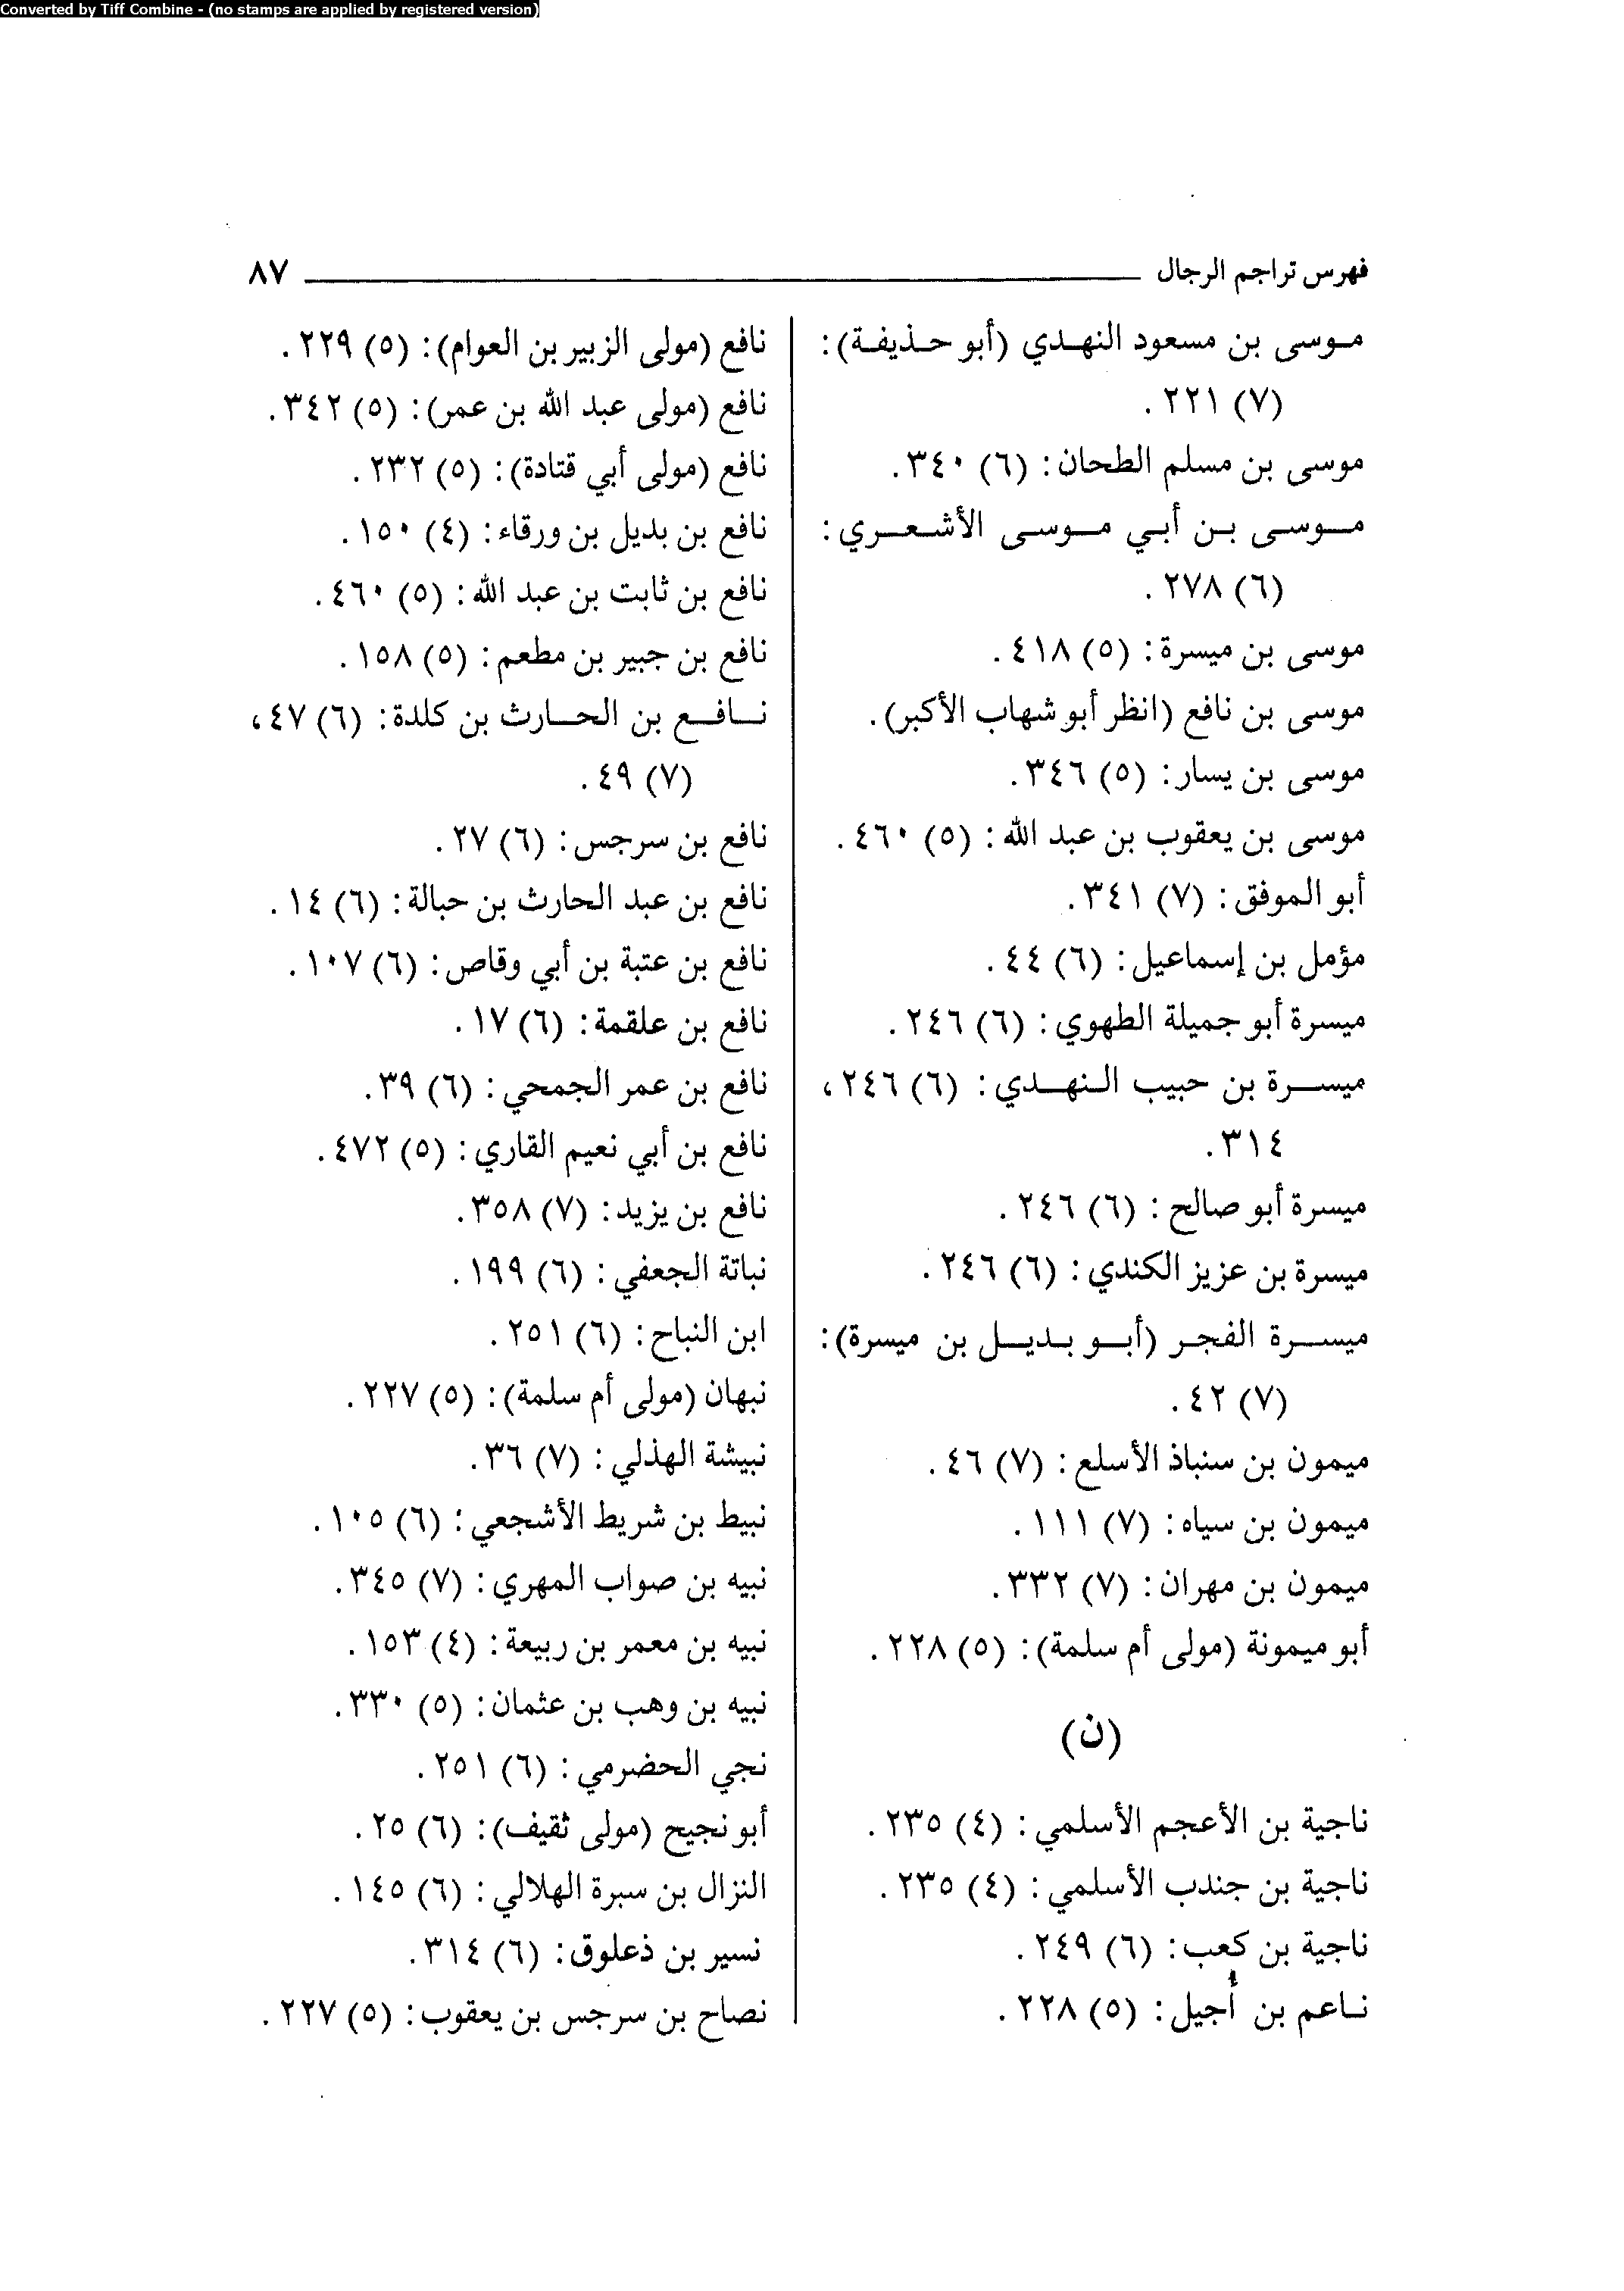 Converted by Tiff Combine - (no stamps are applied by registered version)
فهرس تراجم الرجال ٨٧
موسى بن مسعود النهدي (أبو حذيفة):
(٧) ٢٢١.
موسى بن مسلم الطحان: (٦) ٣٤٠.
موسى بن أبي موسى الأشعري:
(٦) ٢٧٨.
موسى بن ميسرة: (٥) ٤١٨.
موسى بن نافع (انظر أبو شهاب الأكبر).
موسى بن يسار: (٥) ٣٤٦.
موسى بن يعقوب بن عبد الله: (٥) ٤٦٠.
أبو الموفق: (٧) ٣٤١.
مؤمل بن إسماعيل: (٦) ٤٤.
ميسرة أبو جميلة الطهوي: (٦) ٢٤٦.
ميسرة بن حبيب النهدي: (٦) ٢٤٦،
٣١٤.
ميسرة أبو صالح: (٦) ٢٤٦.
ميسرة بن عزيز الكندي: (٦) ٢٤٦.
ميسرة الفجر (أبو بديل بن ميسرة):
(٧) ٤٢.
ميمون بن سنباذ الأسلع: (٧) ٤٦.
ميمون بن سياه: (٧) ١١١.
ميمون بن مهران: (٧) ٣٣٢.
أبو ميمونة (مولى أم سلمة): (٥) ٢٢٨.
(ن)
ناجية بن الأعجم الأسلمي: (٤) ٢٣٥.
ناجية بن جندب الأسلمي: (٤) ٢٣٥.
ناجية بن كعب: (٦) ٢٤٩.
ناعم بن أُجيل: (٥) ٢٢٨.
نافع (مولى الزبير بن العوام): (٥) ٢٢٩.
نافع (مولى عبد الله بن عمر): (٥) ٣٤٢.
نافع (مولى أبي قتادة): (٥) ٢٣٢.
نافع بن بديل بن ورقاء: (٤) ١٥٠.
نافع بن ثابت بن عبد الله: (٥) ٤٦٠.
نافع بن جبير بن مطعم: (٥) ١٥٨.
نافع بن الحارث بن كلدة: (٦) ٤٧،
(٧) ٤٩.
نافع بن سرجس: (٦) ٢٧.
نافع بن عبد الحارث بن حبالة: (٦) ١٤.
نافع بن عتبة بن أبي وقاص: (٦) ١٠٧.
نافع بن علقمة: (٦) ١٧.
نافع بن عمر الجمحي: (٦) ٣٩.
نافع بن أبي نعيم القاري: (٥) ٤٧٢.
نافع بن يزيد: (٧) ٣٥٨.
نباتة الجعفي: (٦) ١٩٩.
ابن النباح: (٦) ٢٥١.
نبهان (مولى أم سلمة): (٥) ٢٢٧.
نبيشة الهذلي: (٧) ٣٦.
نبيط بن شريط الأشجعي: (٦) ١٠٥.
نبيه بن صواب المهري: (٧) ٣٤٥.
نبيه بن معمر بن ربيعة: (٤) ١٥٣.
نبيه بن وهب بن عثمان: (٥) ٣٣٠.
نجي الحضرمي: (٦) ٢٥١.
أبو نجيح (مولى ثقيف): (٦) ٢٥.
النزال بن سبرة الهلالي: (٦) ١٤٥.
نسير بن ذعلوق: (٦) ٣١٤.
نصاح بن سرجس بن يعقوب: (٥) ٢٢٧.